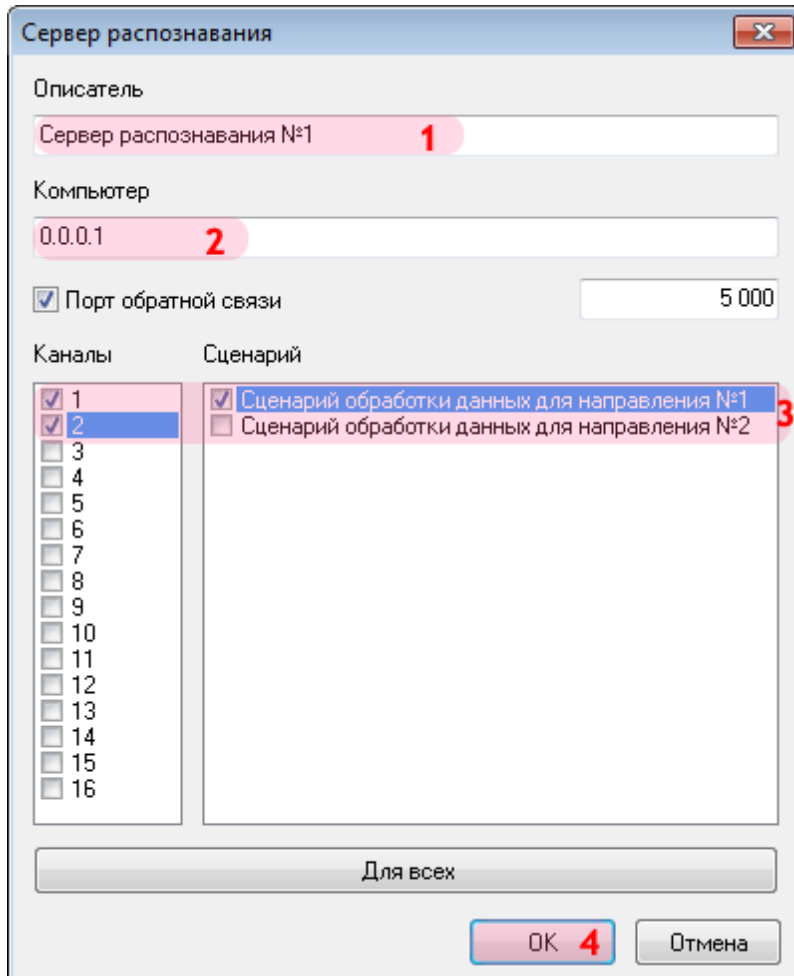 Сервер распознавания
Описатель
Сервер распознавания №1 1
Компьютер
0.0.0.1 2
Порт обратной связи 5 000
Каналы Сценарий
1 Сценарий обработки данных для направления №1 3
2 Сценарий обработки данных для направления №2
3
4
5
6
7
8
9
10
11
12
13
14
15
16
Для всех
OK 4 Отмена